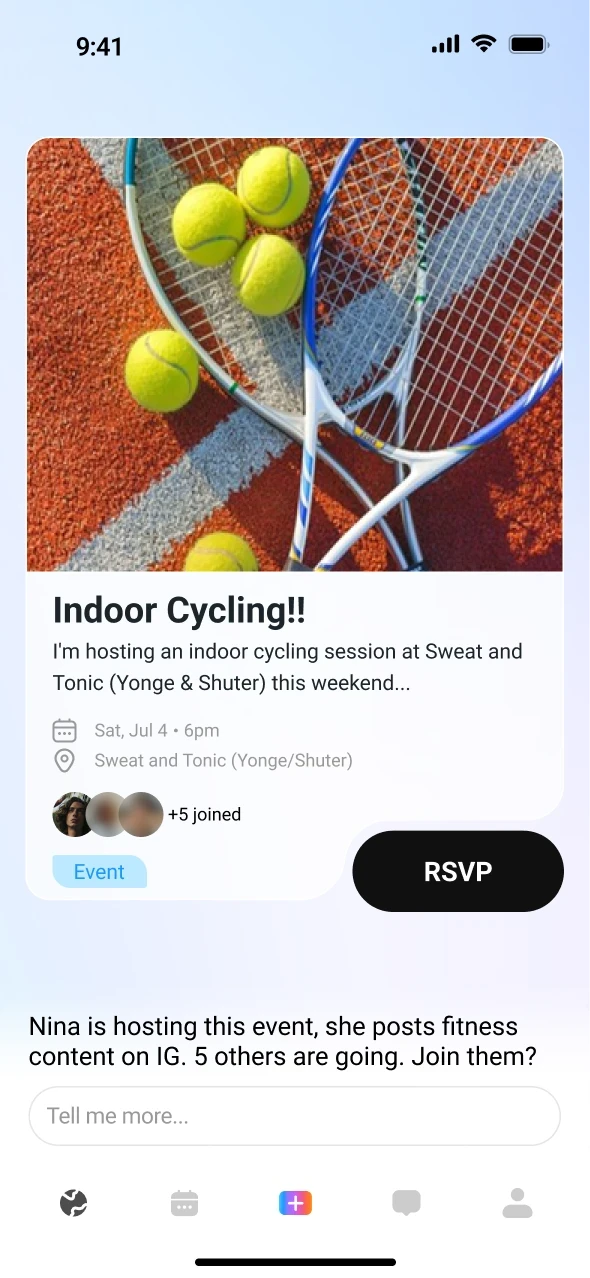 9:41
Indoor Cycling!!
I'm hosting an indoor cycling session at Sweat and
Tonic (Yonge & Shuter) this weekend...
Sat, Jul 4 • 6pm
Sweat and Tonic (Yonge/Shuter)
+5 joined
Event
RSVP
Nina is hosting this event, she posts fitness
content on IG. 5 others are going. Join them?
Tell me more...